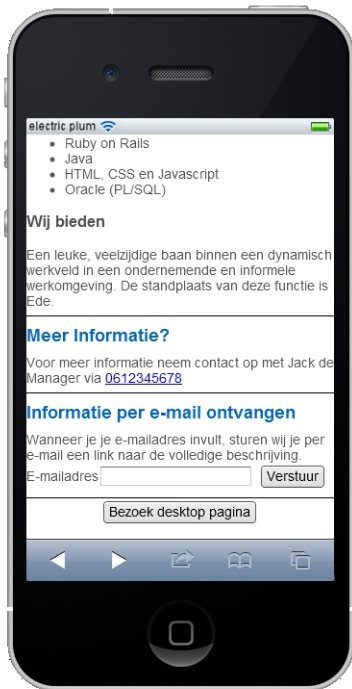 electric plum
Ruby on Rails
Java
HTML, CSS en Javascript
Oracle (PL/SQL)
Wij bieden
Een leuke, veelzijdige baan binnen een dynamisch
werkveld in een ondernemende en informele
werkomgeving. De standplaats van deze functie is
Ede.
Meer Informatie?
Voor meer informatie neem contact op met Jack de
Manager via 0612345678
Informatie per e-mail ontvangen
Wanneer je je e-mailadres invult, sturen wij je per
e-mail een link naar de volledige beschrijving.
E-mailadres Verstuur
Bezoek desktop pagina